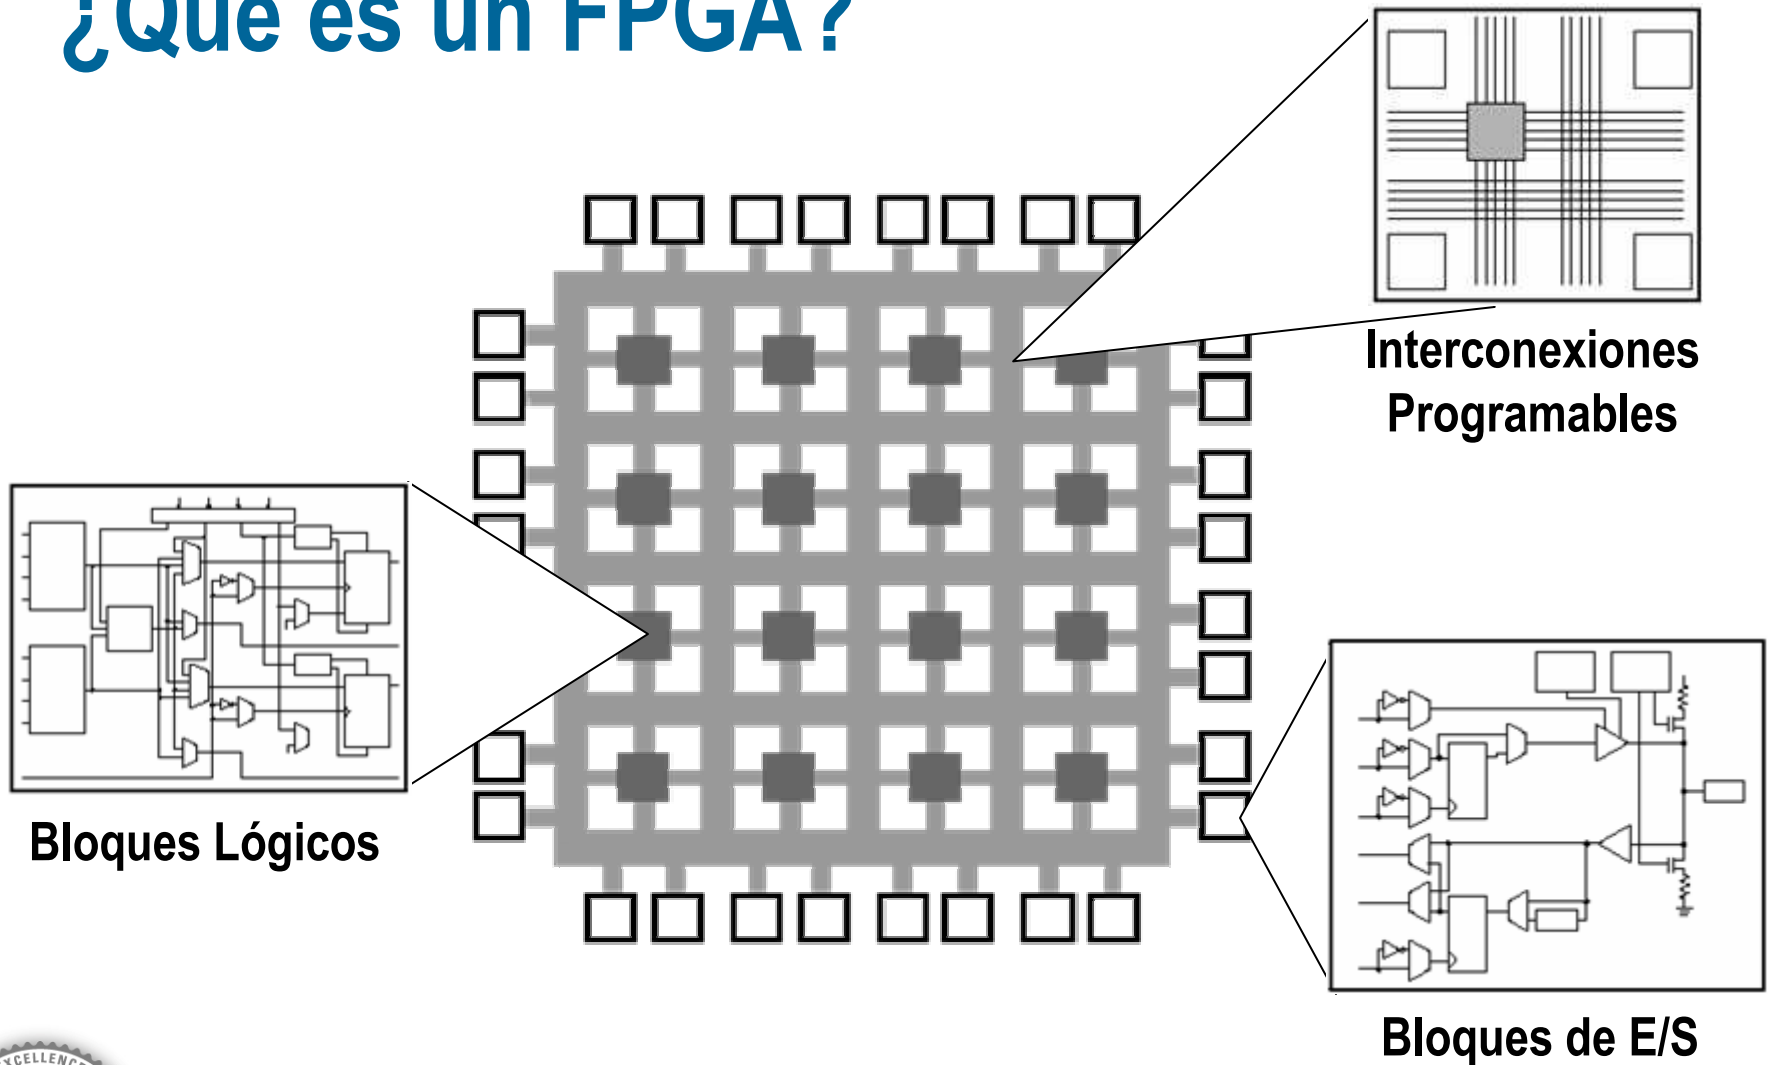 ¿Qué es un FPGA?
Interconexiones
Programables
Bloques Lógicos
Bloques de E/S